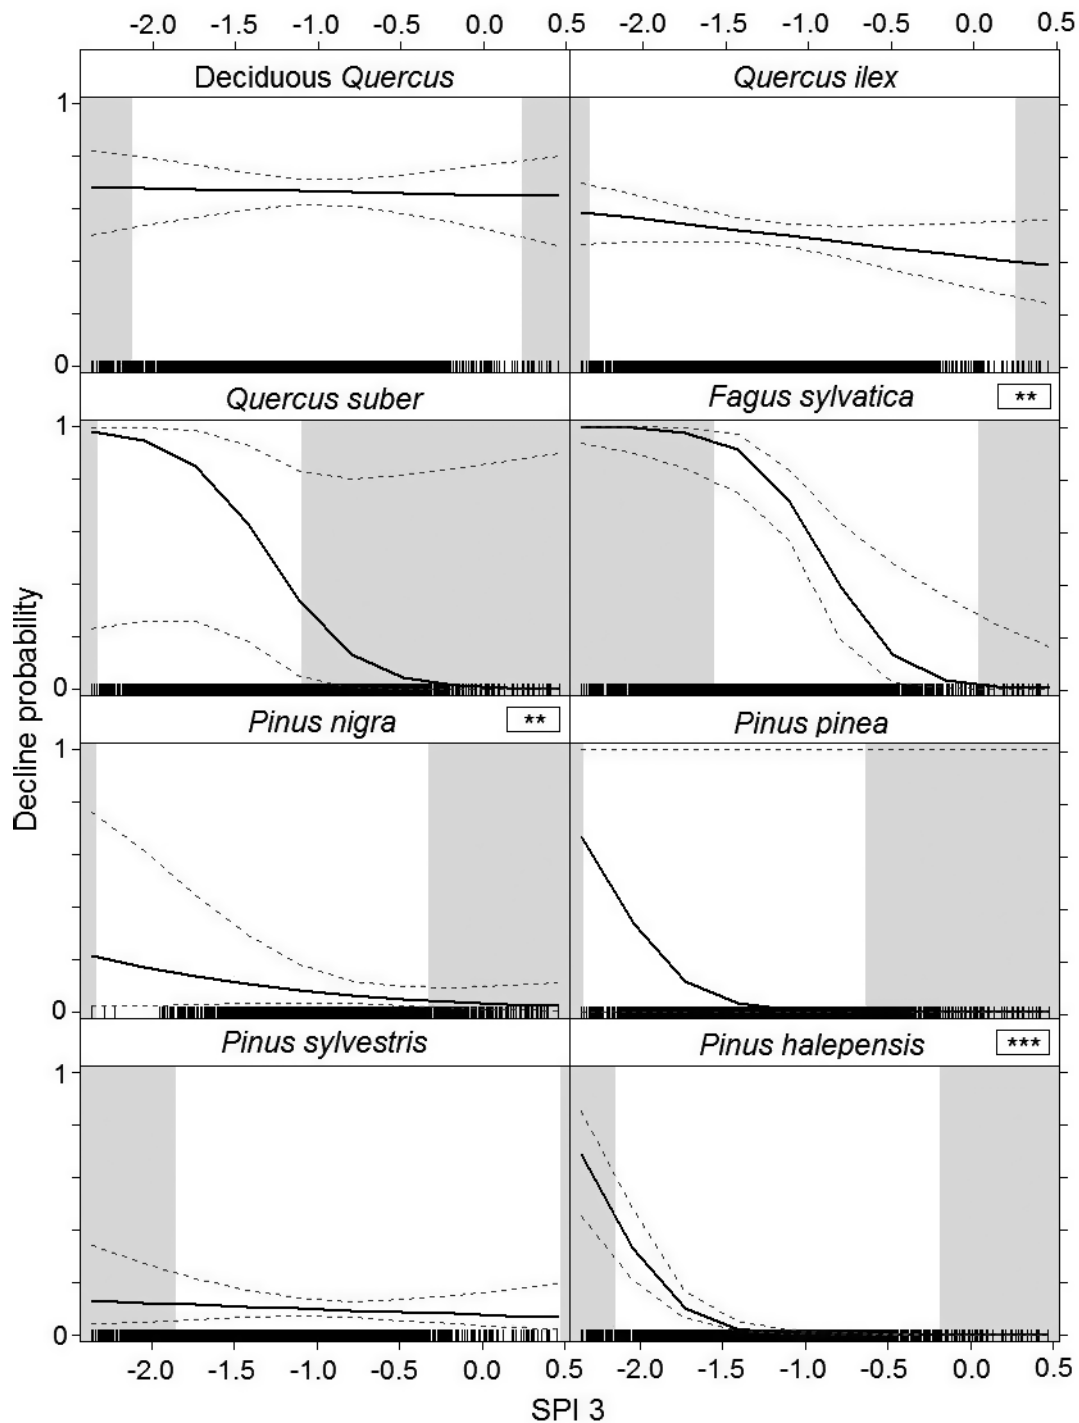 -2.0 -1.5 -1.0 -0.5 0.0 0.5 -2.0 -1.5 -1.0 -0.5 0.0 0.5
Deciduous Quercus Quercus ilex
1
0
Quercus suber Fagus sylvatica **
1
0
Pinus nigra ** Pinus pinea
1
0
Pinus sylvestris Pinus halepensis ***
1
0
Decline probability
-2.0 -1.5 -1.0 -0.5 0.0 0.5 -2.0 -1.5 -1.0 -0.5 0.0 0.5
SPI 3